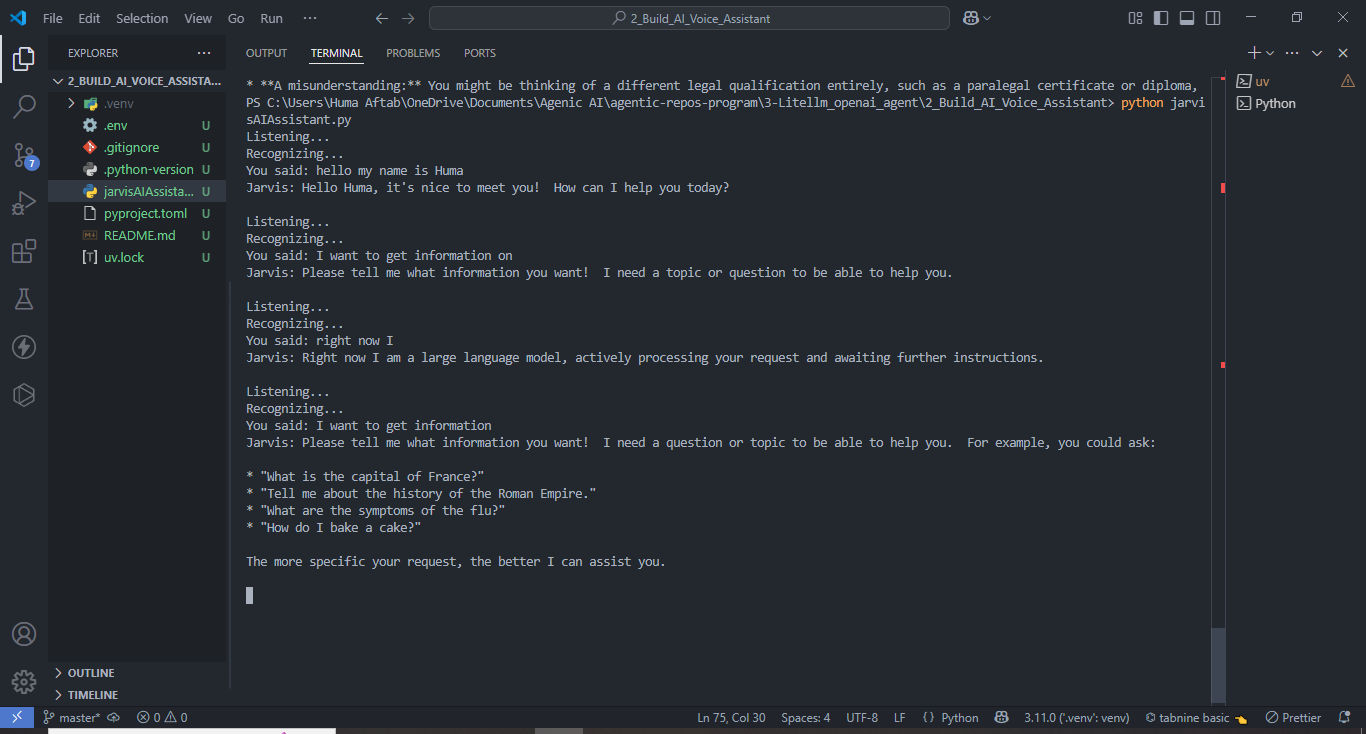 File Edit Selection View Go Run ···
2_Build_AI_Voice_Assistant
EXPLORER ···
2_BUILD_AI_VOICE_ASSISTA...
.venv
.env U
.gitignore U
.python-version U
jarvisAIAssista... U
pyproject.toml U
README.md U
uv.lock U
OUTLINE
TIMELINE
7
OUTPUT TERMINAL PROBLEMS PORTS
uv
Python
* **A misunderstanding:** You might be thinking of a different legal qualification entirely, such as a paralegal certificate or diploma,
PS C:\Users\Huma Aftab\OneDrive\Documents\Agenic AI\agentic-repos-program\3-Litellm_openai_agent\2_Build_AI_Voice_Assistant> python jarvi
sAIAssistant.py
Listening...
Recognizing...
You said: hello my name is Huma
Jarvis: Hello Huma, it's nice to meet you!  How can I help you today?
Listening...
Recognizing...
You said: I want to get information on
Jarvis: Please tell me what information you want!  I need a topic or question to be able to help you.
Listening...
Recognizing...
You said: right now I
Jarvis: Right now I am a large language model, actively processing your request and awaiting further instructions.
Listening...
Recognizing...
You said: I want to get information
Jarvis: Please tell me what information you want!  I need a question or topic to be able to help you.  For example, you could ask:
* "What is the capital of France?"
* "Tell me about the history of the Roman Empire."
* "What are the symptoms of the flu?"
* "How do I bake a cake?"
The more specific your request, the better I can assist you.
master* 0 0 Ln 75, Col 30 Spaces: 4 UTF-8 LF {} Python 3.11.0 ('.venv': venv) tabnine basic Prettier